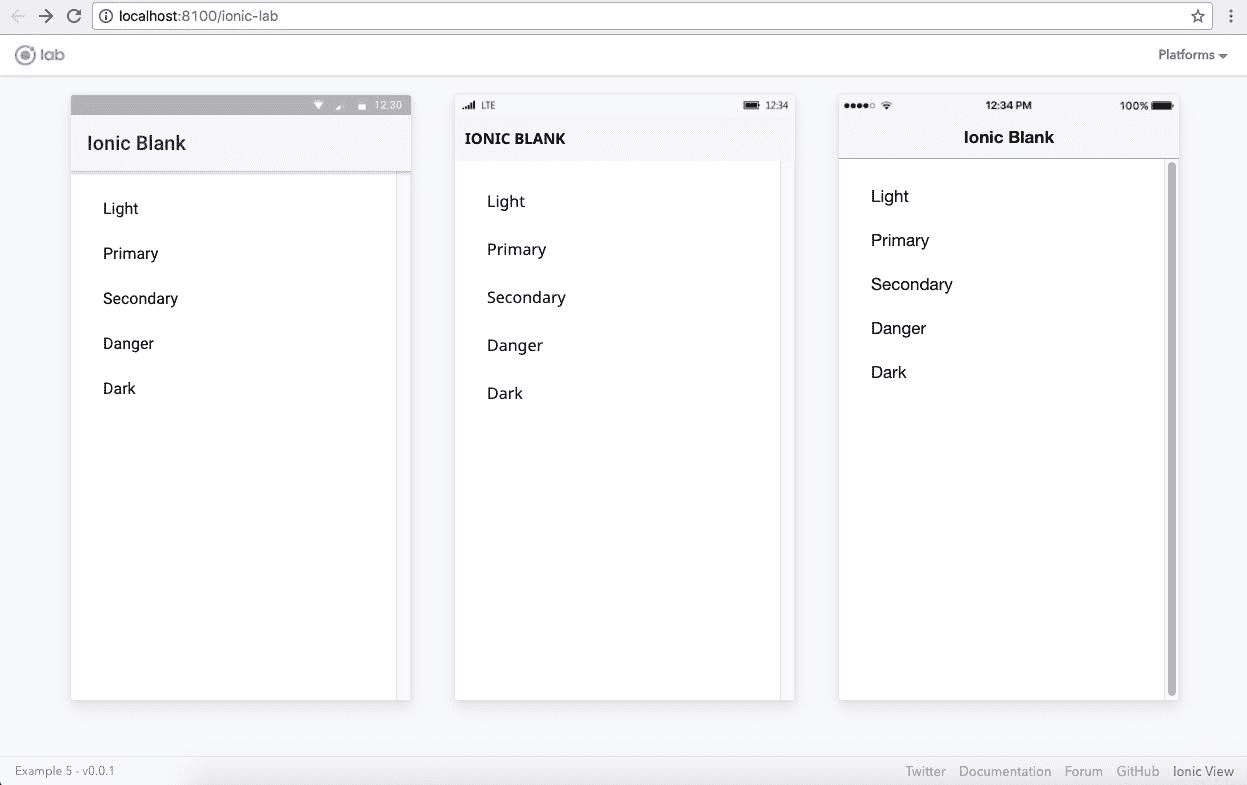 localhost:8100/ionic-lab
lab
Platforms
12:30
Ionic Blank
Light
Primary
Secondary
Danger
Dark
LTE
12:34
IONIC BLANK
Light
Primary
Secondary
Danger
Dark
12:34 PM
100%
Ionic Blank
Light
Primary
Secondary
Danger
Dark
Example 5 - v0.0.1
Twitter Documentation Forum GitHub Ionic View